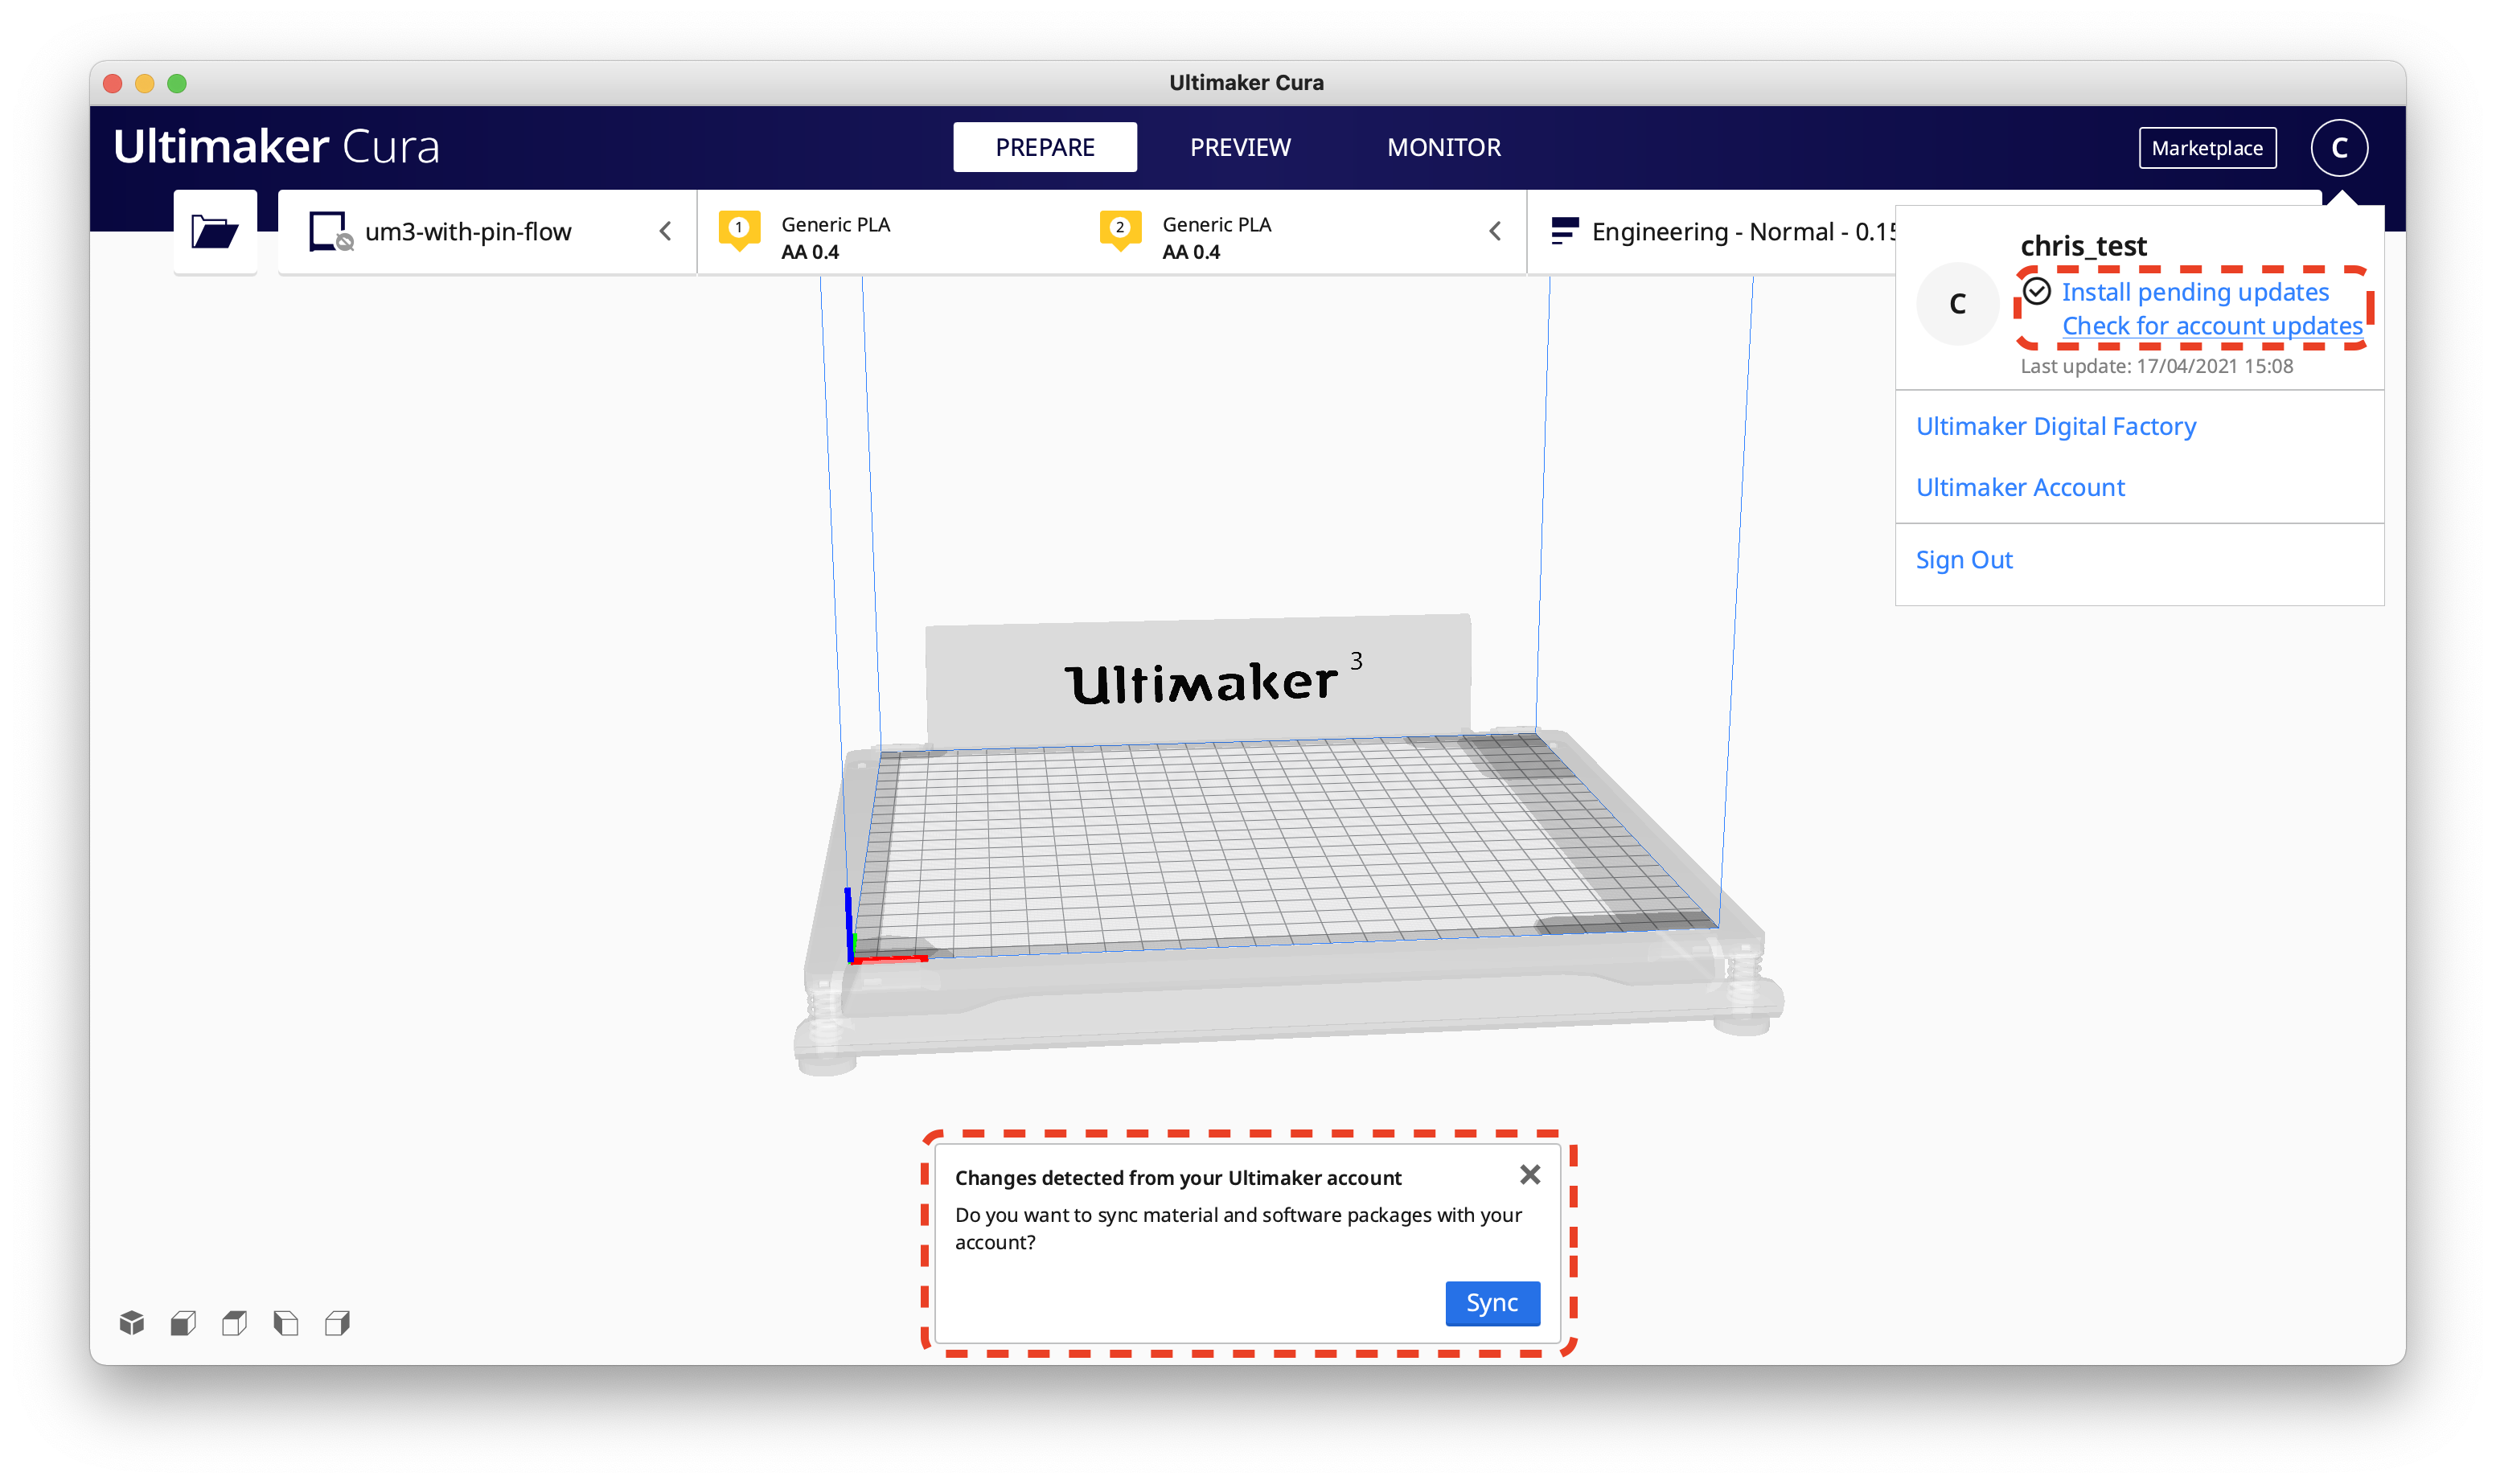 Ultimaker Cura
Ultimaker Cura
PREPARE
PREVIEW
MONITOR
Marketplace
C
um3-with-pin-flow
1
Generic PLA
AA 0.4
2
Generic PLA
AA 0.4
Engineering - Normal - 0.15
C
chris_test
Install pending updates
Check for account updates
Last update: 17/04/2021 15:08
Ultimaker Digital Factory
Ultimaker Account
Sign Out
Ultimaker 3
Changes detected from your Ultimaker account
Do you want to sync material and software packages with your
account?
Sync